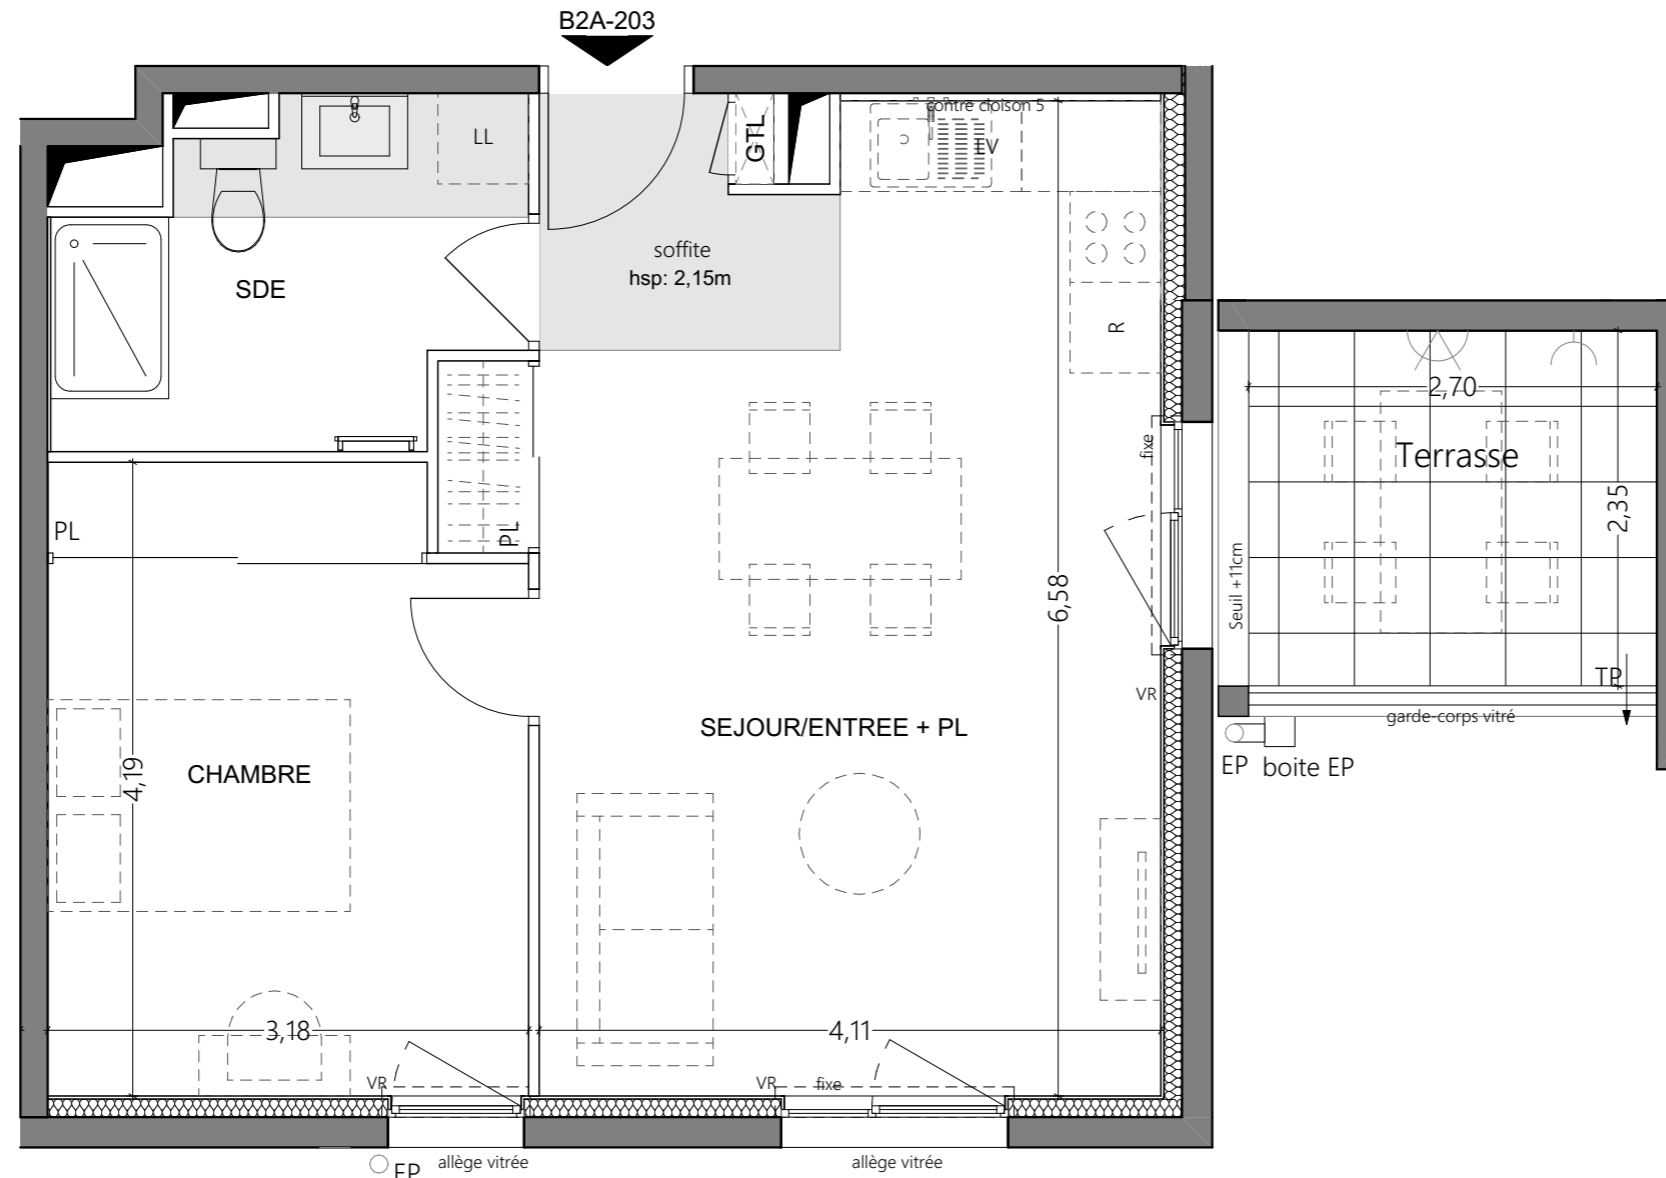 B2A-203
contre cloison 5
LL
GTL
LV
soffite
hsp: 2,15m
SDE
R
2,70
fixe
Terrasse
2,35
PL
PL
Seuil +11cm
6,58
TP
VR
garde-corps vitré
SEJOUR/ENTREE + PL
CHAMBRE
4,19
EP
boite EP
3,18
4,11
VR
VR
fixe
EP
allège vitrée
allège vitrée